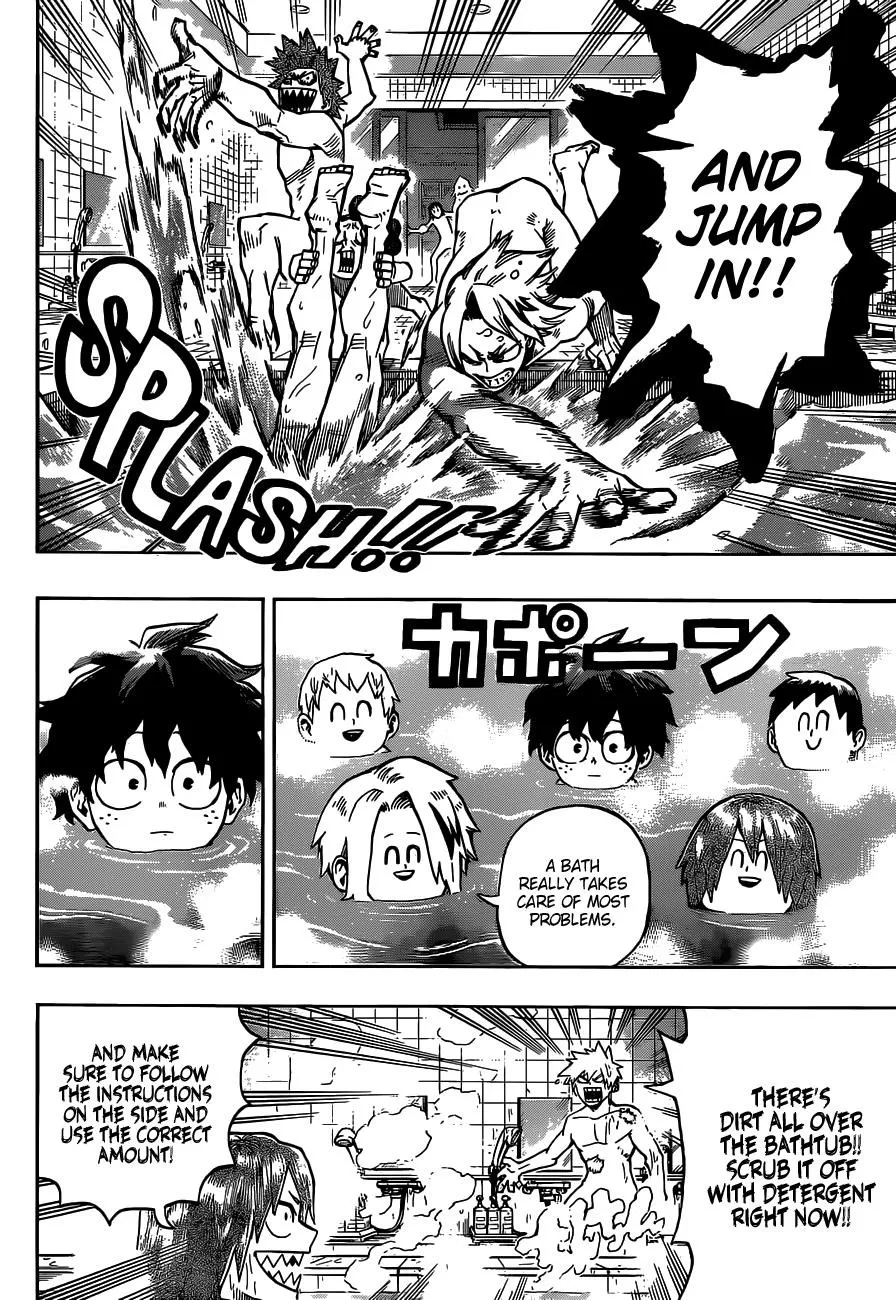 AND
JUMP
IN!!
SPLASH!!
カポーン
A BATH
REALLY TAKES
CARE OF MOST
PROBLEMS.
THERE'S
DIRT ALL OVER
THE BATHTUB!!
SCRUB IT OFF
WITH DETERGENT
RIGHT NOW!!
AND MAKE
SURE TO FOLLOW
THE INSTRUCTIONS
ON THE SIDE AND
USE THE CORRECT
AMOUNT!